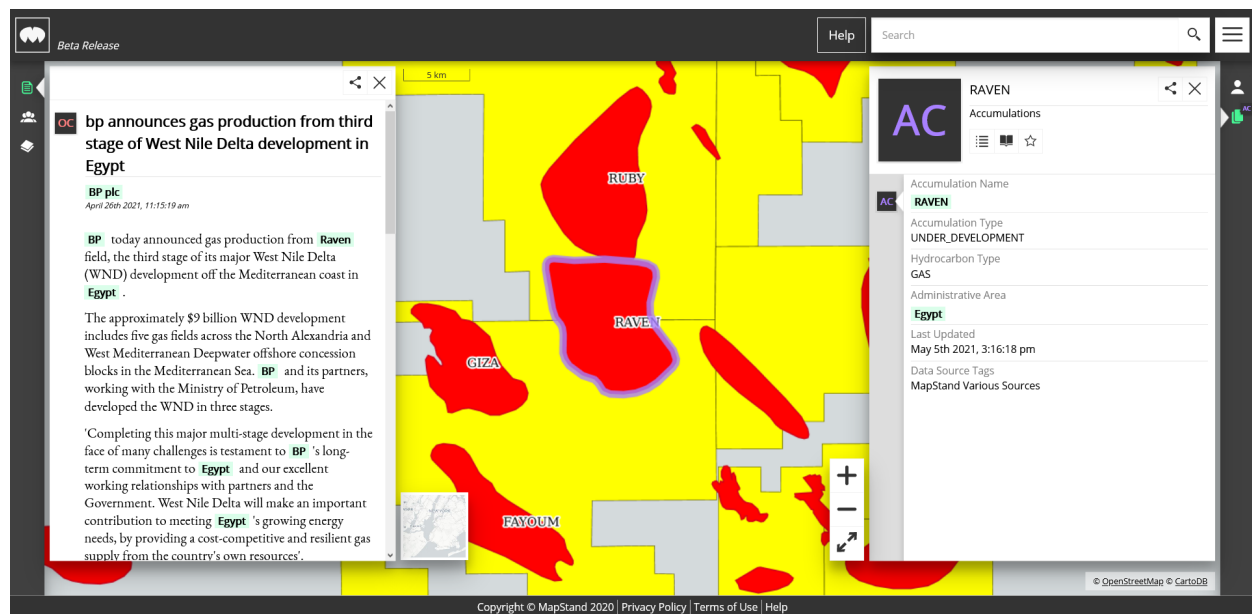 Beta Release
Help
Search
OC
bp announces gas production from third
stage of West Nile Delta development in
Egypt
BP plc
April 26th 2021, 11:15:19 am
BP today announced gas production from Raven
field, the third stage of its major West Nile Delta
(WND) development off the Mediterranean coast in
Egypt .
The approximately $9 billion WND development
includes five gas fields across the North Alexandria and
West Mediterranean Deepwater offshore concession
blocks in the Mediterranean Sea. BP and its partners,
working with the Ministry of Petroleum, have
developed the WND in three stages.
'Completing this major multi-stage development in the
face of many challenges is testament to BP 's long-
term commitment to Egypt and our excellent
working relationships with partners and the
Government. West Nile Delta will make an important
contribution to meeting Egypt 's growing energy
needs, by providing a cost-competitive and resilient gas
supply from the country's own resources'.
5 km
RUBY
RAVEN
GIZA
FAYOUM
AC
RAVEN
Accumulations
AC
AC
Accumulation Name
RAVEN
Accumulation Type
UNDER_DEVELOPMENT
Hydrocarbon Type
GAS
Administrative Area
Egypt
Last Updated
May 5th 2021, 3:16:18 pm
Data Source Tags
MapStand Various Sources
© OpenStreetMap © CartoDB
Copyright © MapStand 2020 | Privacy Policy | Terms of Use | Help